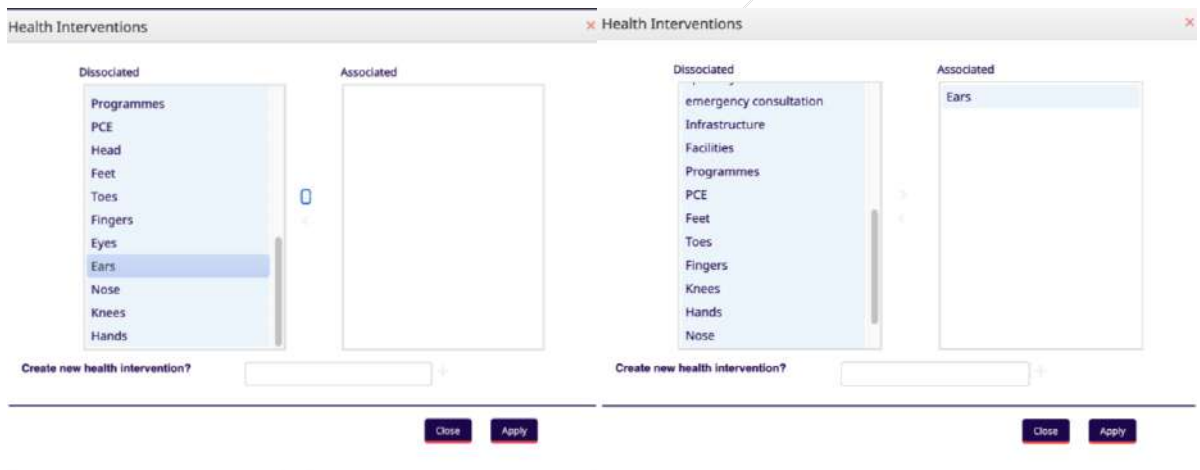 Health Interventions
×
Dissociated
Associated
Programmes
PCE
Head
Feet
Toes
Fingers
Eyes
Ears
Nose
Knees
Hands
Create new health intervention?
+
Close
Apply
Health Interventions
×
Dissociated
Associated
emergency consultation
Infrastructure
Facilities
Programmes
PCE
Feet
Toes
Fingers
Knees
Hands
Nose
Ears
Create new health intervention?
+
Close
Apply